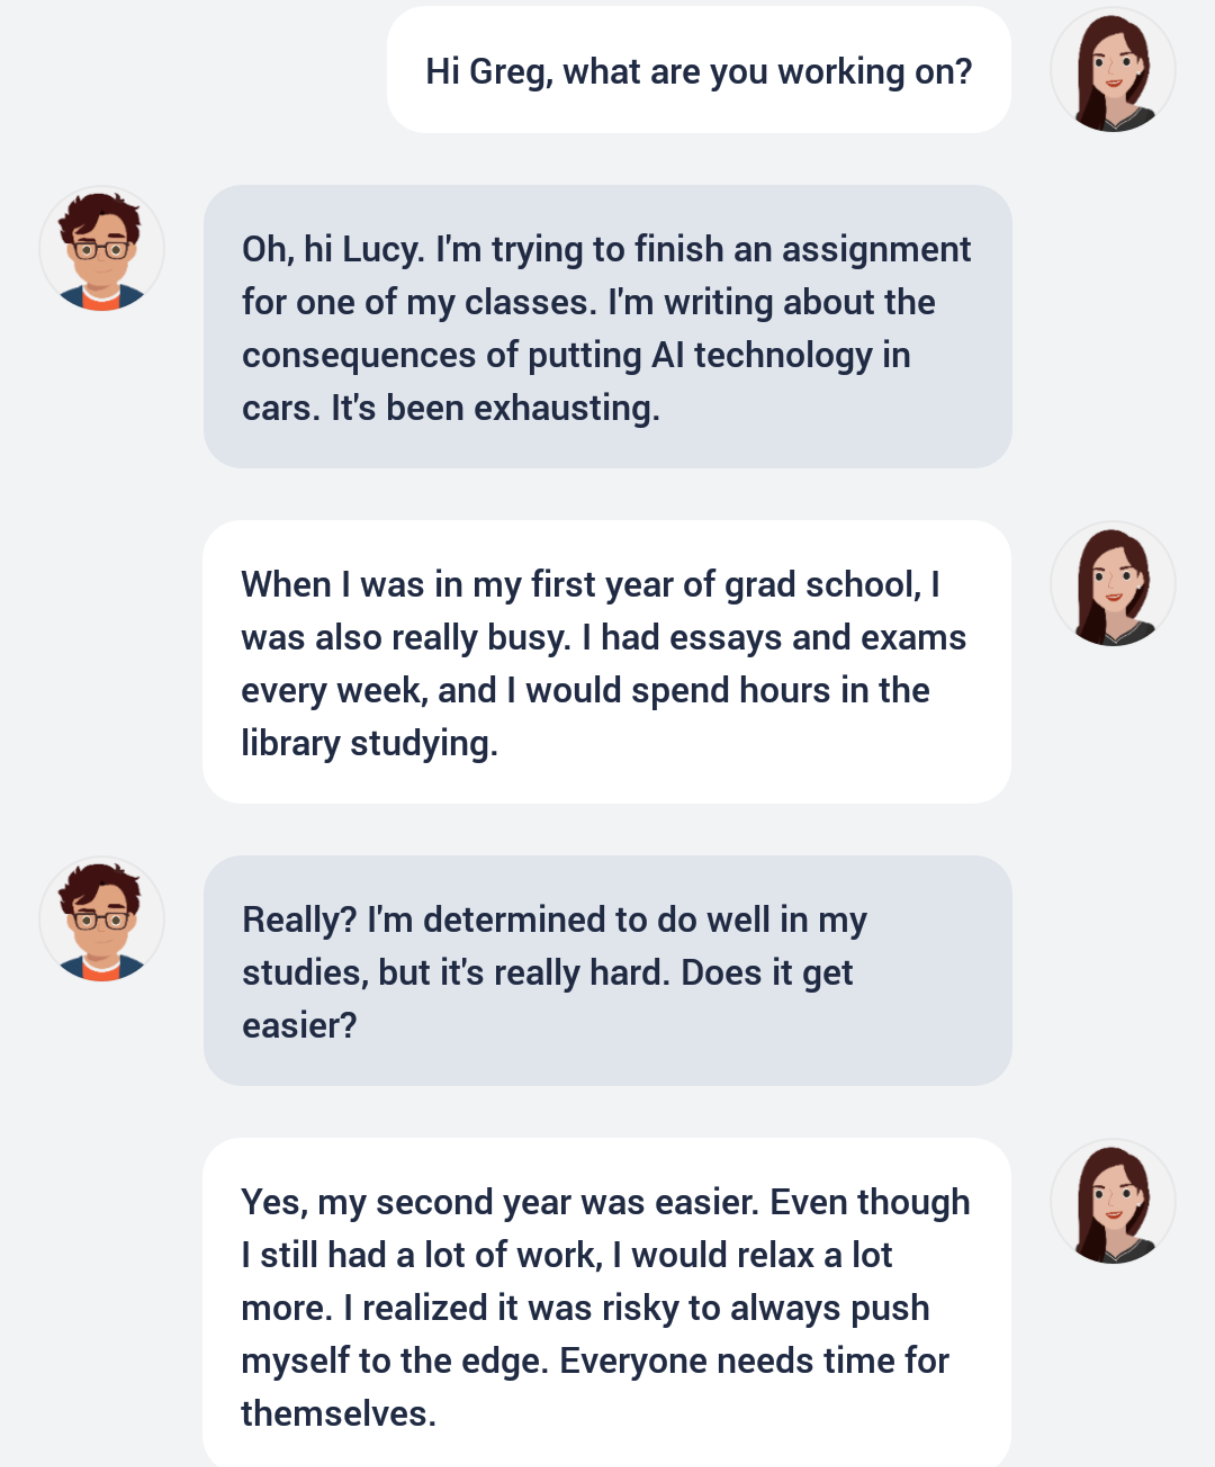 Hi Greg, what are you working on?
Oh, hi Lucy. I'm trying to finish an assignment
for one of my classes. I'm writing about the
consequences of putting AI technology in
cars. It's been exhausting.
When I was in my first year of grad school, I
was also really busy. I had essays and exams
every week, and I would spend hours in the
library studying.
Really? I'm determined to do well in my
studies, but it's really hard. Does it get
easier?
Yes, my second year was easier. Even though
I still had a lot of work, I would relax a lot
more. I realized it was risky to always push
myself to the edge. Everyone needs time for
themselves.